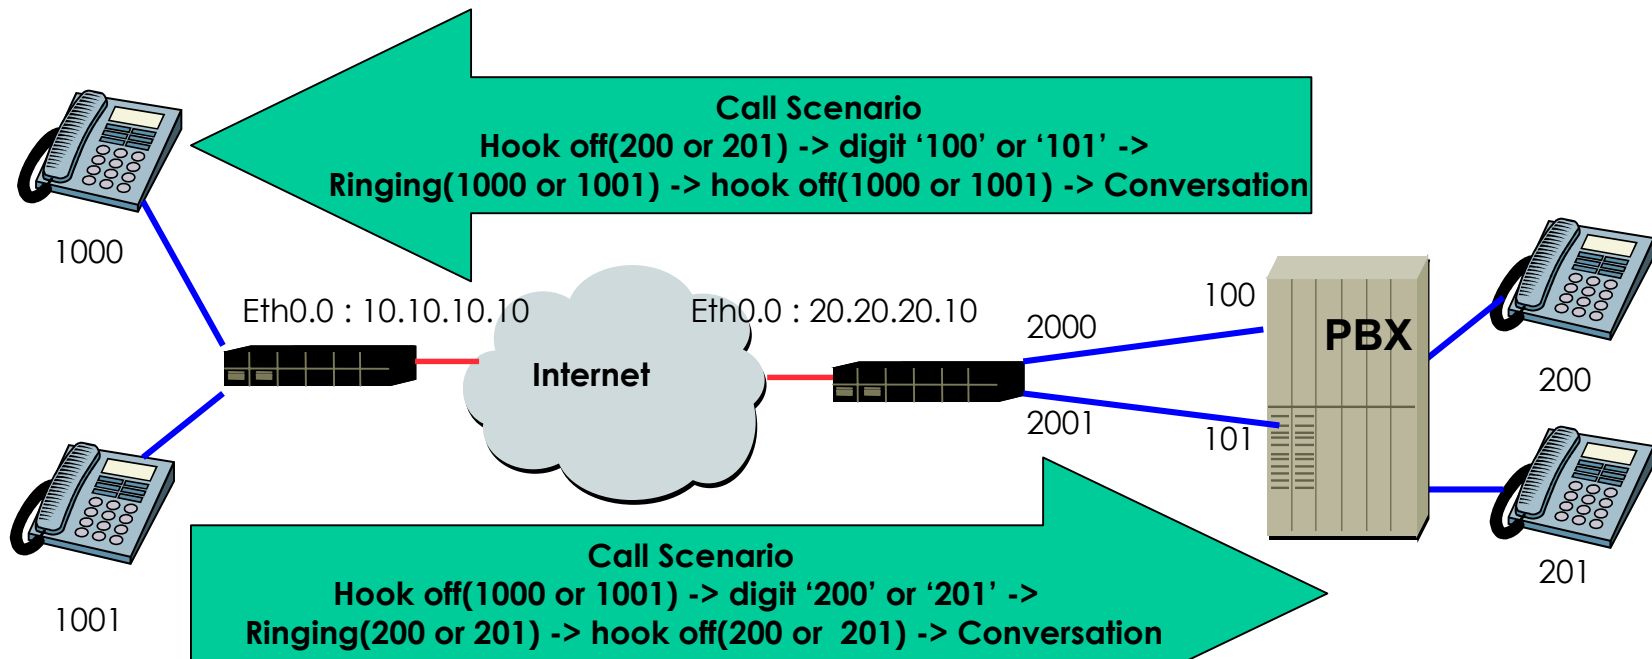 Call Scenario
Hook off(200 or 201) -> digit ‘100’ or ‘101’ ->
Ringing(1000 or 1001) -> hook off(1000 or 1001) -> Conversation
1000
Eth0.0 : 10.10.10.10
Eth0.0 : 20.20.20.10
2000
100
PBX
Internet
200
2001
101
201
1001
Call Scenario
Hook off(1000 or 1001) -> digit ‘200’ or ‘201’ ->
Ringing(200 or 201) -> hook off(200 or  201) -> Conversation